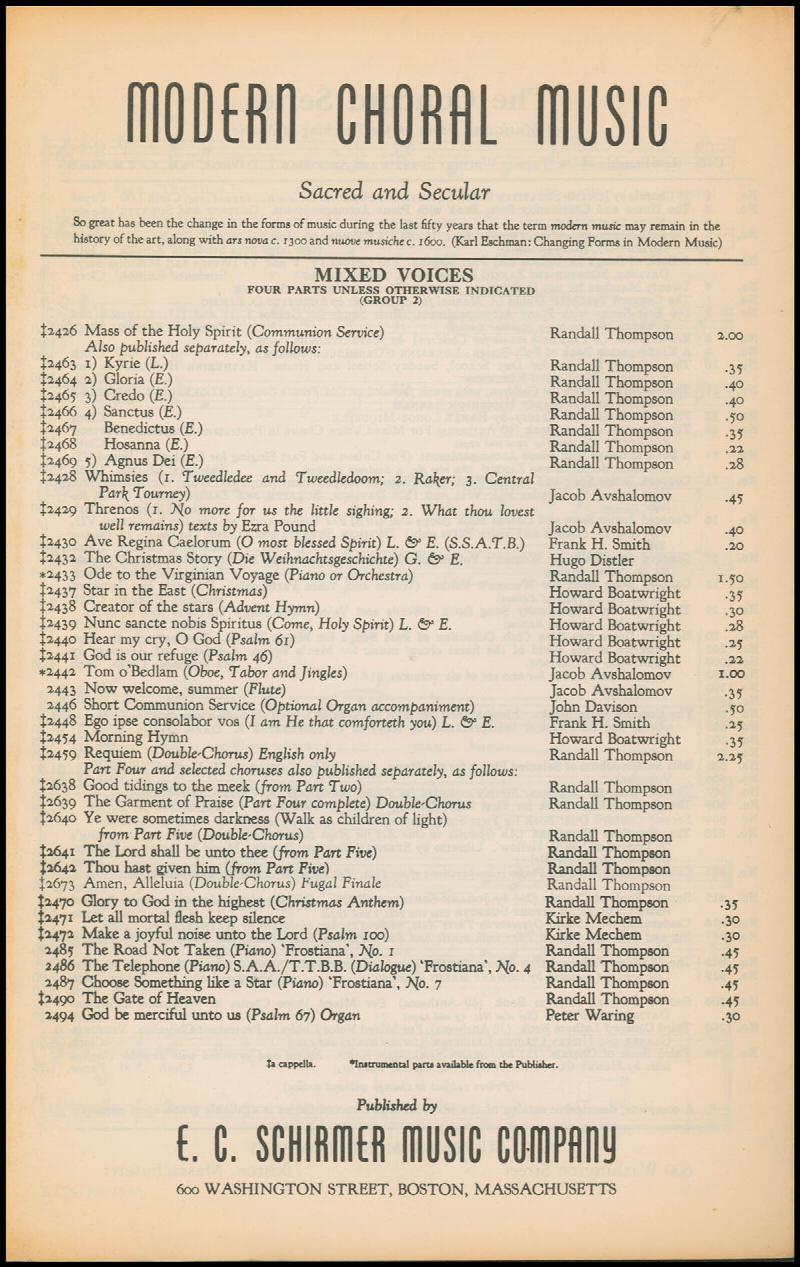 MODERN CHORAL MUSIC
Sacred and Secular
So great has been the change in the forms of music during the last fifty years that the term modern music may remain in the
history of the art, along with ars nova c. 1300 and nuove musiche c. 1600. (Karl Eschman: Changing Forms in Modern Music)
MIXED VOICES
FOUR PARTS UNLESS OTHERWISE INDICATED
(GROUP 2)
‡2426 Mass of the Holy Spirit (Communion Service) Randall Thompson 2.00
Also published separately, as follows:
‡2463 1) Kyrie (L.) Randall Thompson .35
‡2464 2) Gloria (E.) Randall Thompson .40
‡2465 3) Credo (E.) Randall Thompson .40
‡2466 4) Sanctus (E.) Randall Thompson .50
‡2467 Benedictus (E.) Randall Thompson .35
‡2468 Hosanna (E.) Randall Thompson .22
‡2469 5) Agnus Dei (E.) Randall Thompson .28
‡2428 Whimsies (1. Tweedledee and Tweedledoom; 2. Raker; 3. Central
Park Tourney) Jacob Avshalomov .45
‡2429 Threnos (1. No more for us the little sighing; 2. What thou lovest
well remains) texts by Ezra Pound Jacob Avshalomov .40
‡2430 Ave Regina Caelorum (O most blessed Spirit) L. & E. (S.S.A.T.B.) Frank H. Smith .20
‡2432 The Christmas Story (Die Weihnachtsgeschichte) G. & E. Hugo Distler
*2433 Ode to the Virginian Voyage (Piano or Orchestra) Randall Thompson 1.50
‡2437 Star in the East (Christmas) Howard Boatwright .35
‡2438 Creator of the stars (Advent Hymn) Howard Boatwright .30
‡2439 Nunc sancte nobis Spiritus (Come, Holy Spirit) L. & E. Howard Boatwright .28
‡2440 Hear my cry, O God (Psalm 61) Howard Boatwright .25
‡2441 God is our refuge (Psalm 46) Howard Boatwright .22
*2442 Tom o'Bedlam (Oboe, Tabor and Jingles) Jacob Avshalomov 1.00
2443 Now welcome, summer (Flute) Jacob Avshalomov .35
2446 Short Communion Service (Optional Organ accompaniment) John Davison .50
‡2448 Ego ipse consolabor vos (I am He that comforteth you) L. & E. Frank H. Smith .25
‡2454 Morning Hymn Howard Boatwright .35
‡2459 Requiem (Double-Chorus) English only Randall Thompson 2.25
Part Four and selected choruses also published separately, as follows:
‡2638 Good tidings to the meek (from Part Two) Randall Thompson
‡2639 The Garment of Praise (Part Four complete) Double-Chorus Randall Thompson
‡2640 Ye were sometimes darkness (Walk as children of light)
from Part Five (Double-Chorus) Randall Thompson
‡2641 The Lord shall be unto thee (from Part Five) Randall Thompson
‡2642 Thou hast given him (from Part Five) Randall Thompson
‡2673 Amen, Alleluia (Double-Chorus) Fugal Finale Randall Thompson
‡2470 Glory to God in the highest (Christmas Anthem) Randall Thompson .35
‡2471 Let all mortal flesh keep silence Kirke Mechem .30
‡2472 Make a joyful noise unto the Lord (Psalm 100) Kirke Mechem .30
2485 The Road Not Taken (Piano) 'Frostiana', No. 1 Randall Thompson .45
2486 The Telephone (Piano) S.A.A./T.T.B.B. (Dialogue) 'Frostiana', No. 4 Randall Thompson .45
2487 Choose Something like a Star (Piano) 'Frostiana', No. 7 Randall Thompson .45
‡2490 The Gate of Heaven Randall Thompson .45
2494 God be merciful unto us (Psalm 67) Organ Peter Waring .30
‡a cappella. *Instrumental parts available from the Publisher.
Published by
E. C. SCHIRMER MUSIC COMPANY
600 WASHINGTON STREET, BOSTON, MASSACHUSETTS